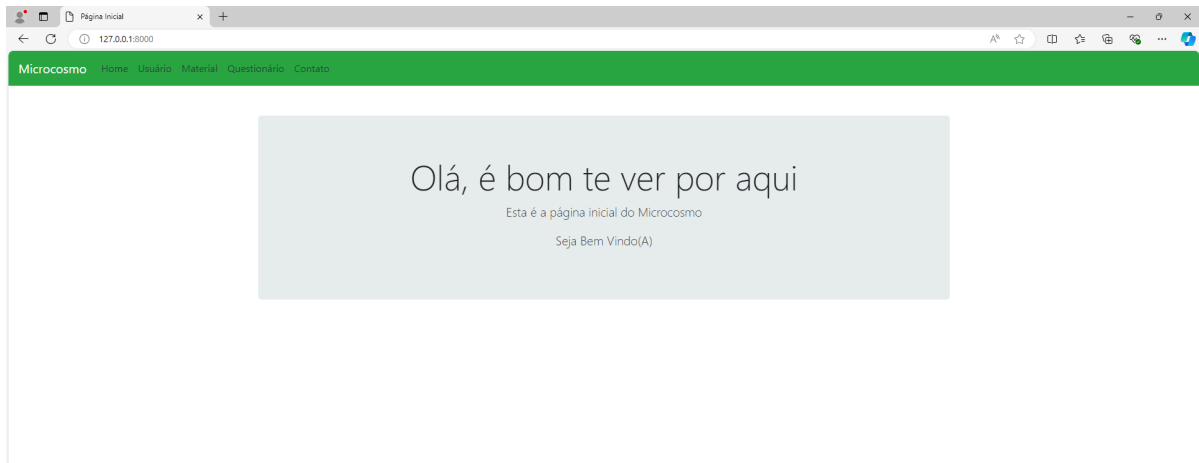 Página Inicial
127.0.0.1:8000
Microcosmo Home Usuário Material Questionário Contato
Olá, é bom te ver por aqui
Esta é a página inicial do Microcosmo
Seja Bem Vindo(A)